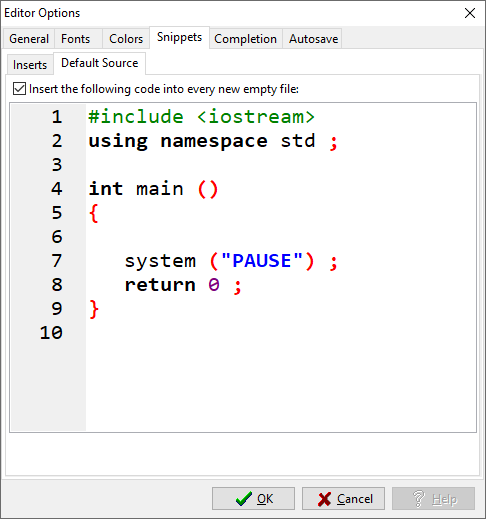 Editor Options
General Fonts Colors Snippets Completion Autosave
Inserts Default Source
Insert the following code into every new empty file:
1 #include <iostream>
2 using namespace std ;
3
4 int main ()
5 {
6
7 system ("PAUSE") ;
8 return 0 ;
9 }
10
OK Cancel Help